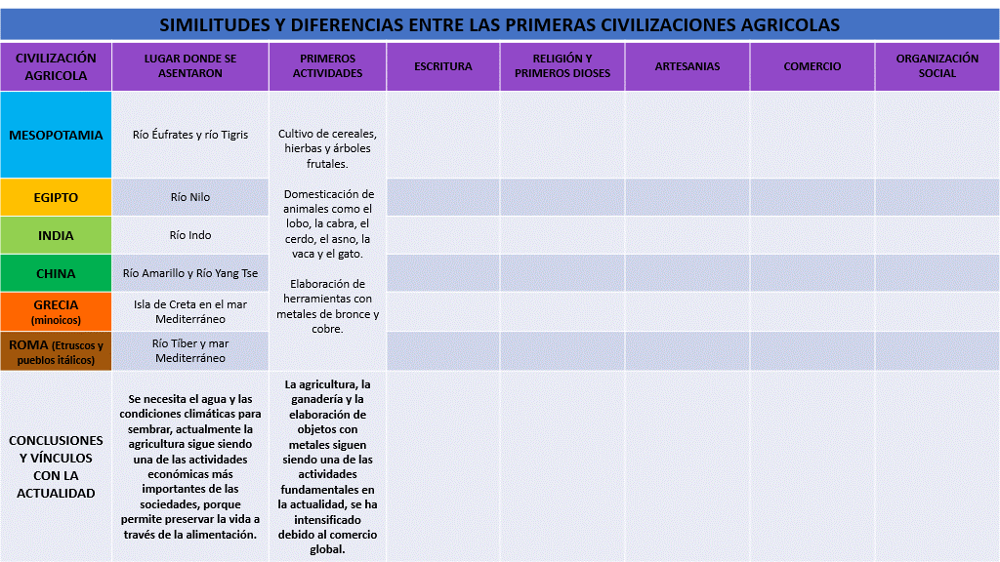 SIMILITUDES Y DIFERENCIAS ENTRE LAS PRIMERAS CIVILIZACIONES AGRICOLAS
CIVILIZACIÓN
AGRICOLA
LUGAR DONDE SE
ASENTARON
PRIMEROS
ACTIVIDADES
ESCRITURA
RELIGIÓN Y
PRIMEROS DIOSES
ARTESANIAS
COMERCIO
ORGANIZACIÓN
SOCIAL
MESOPOTAMIA
Río Éufrates y río Tigris
Cultivo de cereales,
hierbas y árboles
frutales.
Domesticación de
animales como el
lobo, la cabra, el
cerdo, el asno, la
vaca y el gato.
Elaboración de
herramientas con
metales de bronce y
cobre.
EGIPTO
Río Nilo
INDIA
Río Indo
CHINA
Río Amarillo y Río Yang Tse
GRECIA
(minoicos)
Isla de Creta en el mar
Mediterráneo
ROMA (Etruscos y
pueblos itálicos)
Río Tíber y mar
Mediterráneo
CONCLUSIONES
Y VÍNCULOS
CON LA
ACTUALIDAD
Se necesita el agua y las
condiciones climáticas para
sembrar, actualmente la
agricultura sigue siendo
una de las actividades
económicas más
importantes de las
sociedades, porque
permite preservar la vida a
través de la alimentación.
La agricultura, la
ganadería y la
elaboración de
objetos con
metales siguen
siendo una de las
actividades
fundamentales en
la actualidad, se ha
intensificado
debido al comercio
global.